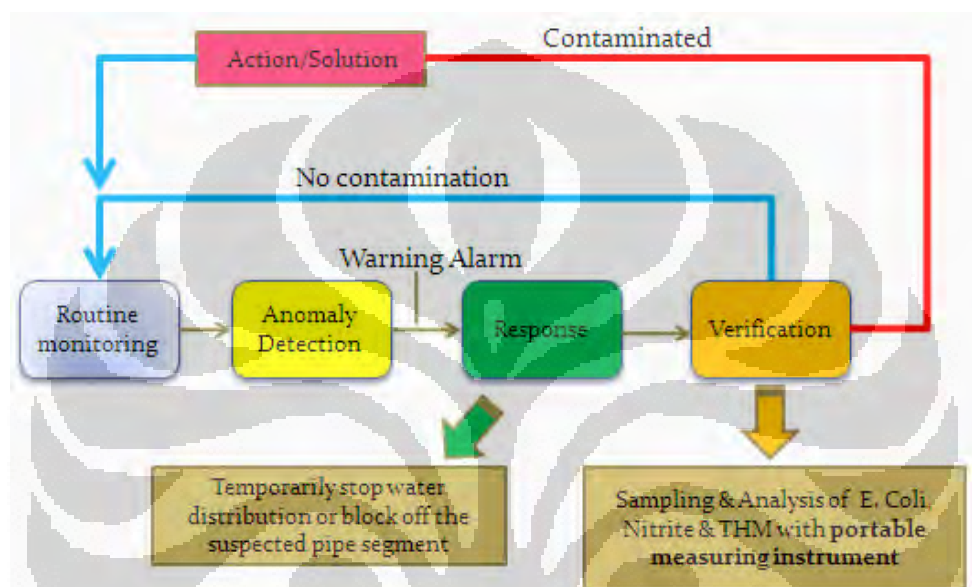 Contaminated
Action/Solution
No contamination
Warning Alarm
Routine
monitoring
Anomaly
Detection
Response
Verification
Temporarily stop water
distribution or block off the
suspected pipe segment
Sampling & Analysis of E. Coli,
Nitrite & THM with portable
measuring instrument